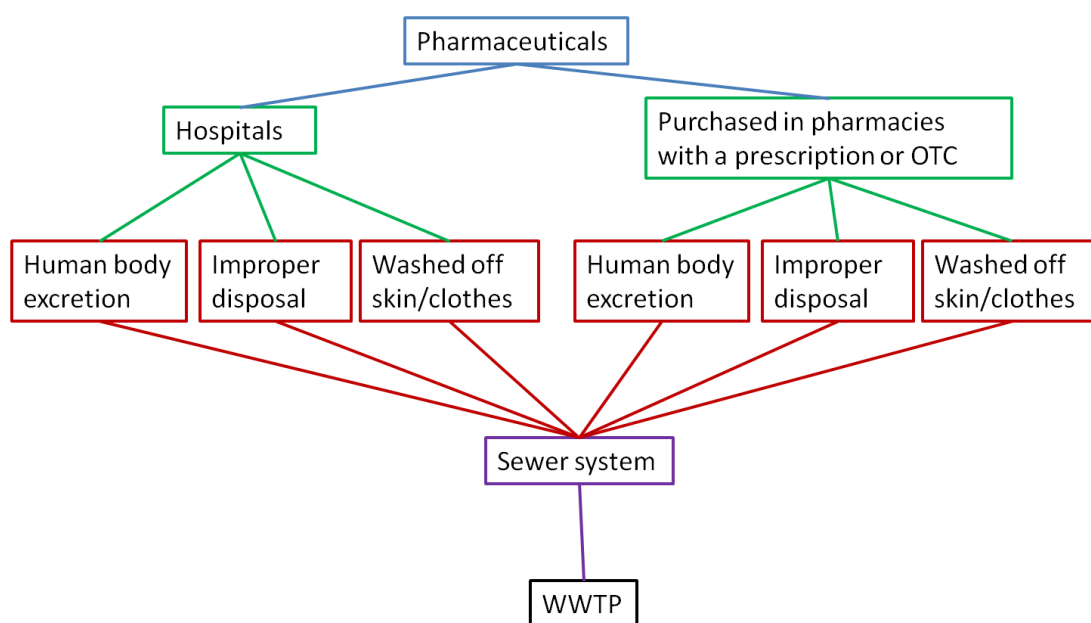 Pharmaceuticals
Hospitals
Purchased in pharmacies
with a prescription or OTC
Human body
excretion
Improper
disposal
Washed off
skin/clothes
Human body
excretion
Improper
disposal
Washed off
skin/clothes
Sewer system
WWTP